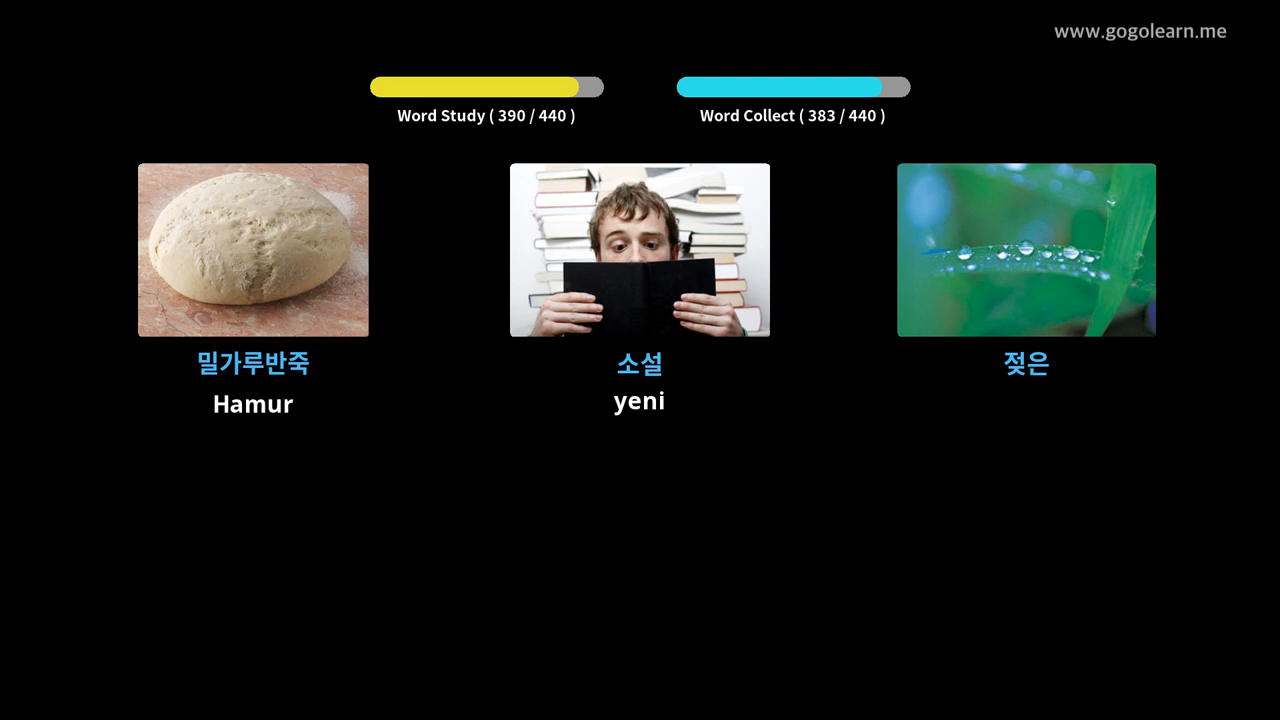 www.gogolearn.me
Word Study ( 390 / 440 )
Word Collect ( 383 / 440 )
밀가루반죽
Hamur
소설
yeni
젖은